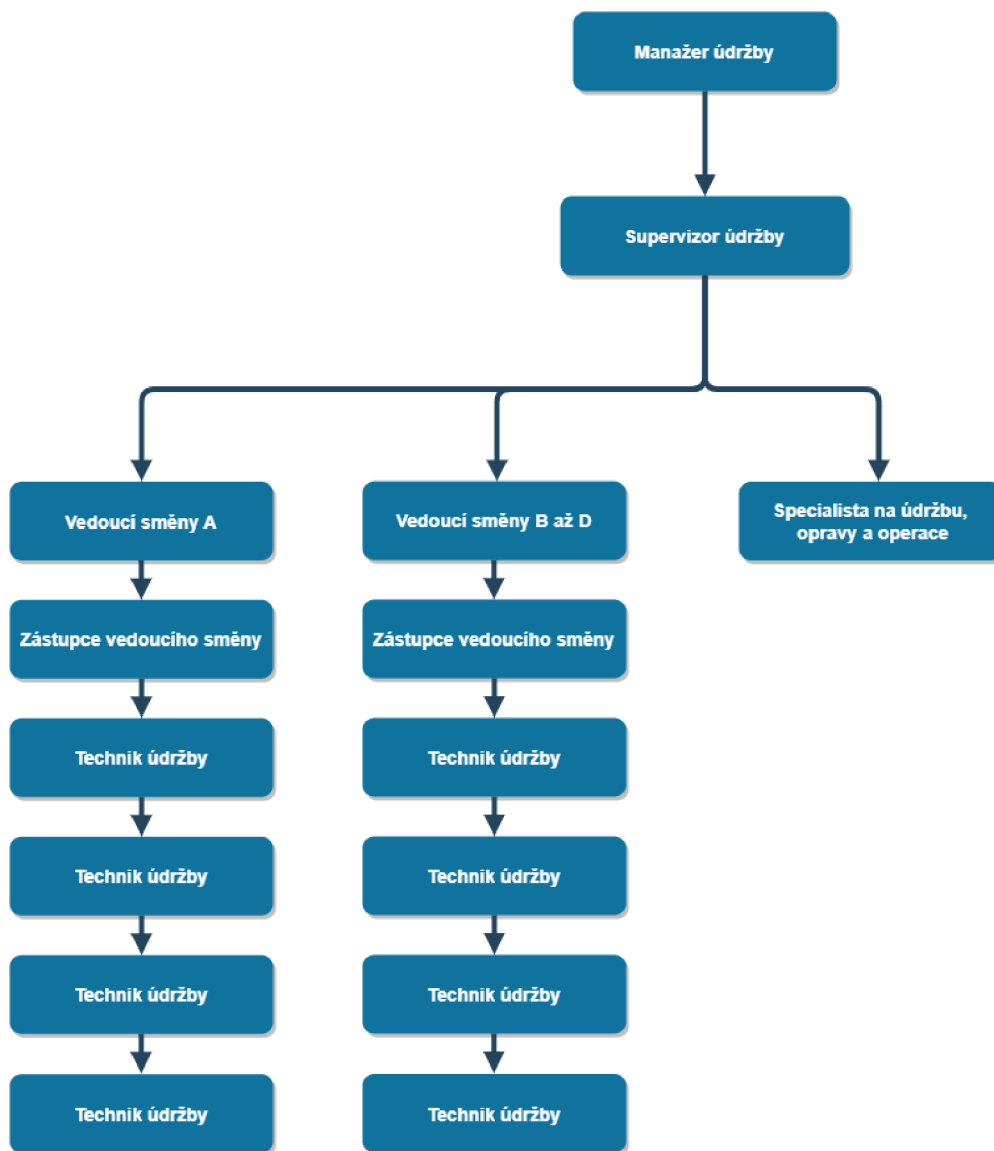 Manažer údržby
Supervizor údržby
Vedoucí směny A
Vedoucí směny B až D
Specialista na údržbu,
opravy a operace
Zástupce vedoucího směny
Zástupce vedoucího směny
Technik údržby
Technik údržby
Technik údržby
Technik údržby
Technik údržby
Technik údržby
Technik údržby
Technik údržby